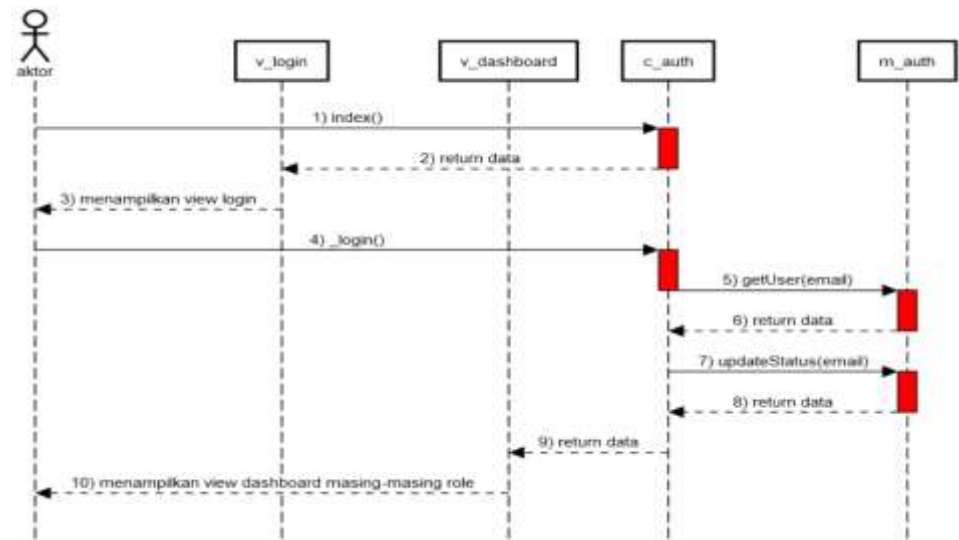 aktor
v_login
v_dashboard
c_auth
m_auth
1) index()
2) return data
3) menampilkan view login
4) _login()
5) getUser(email)
6) return data
7) updateStatus(email)
8) return data
9) return data
10) menampilkan view dashboard masing-masing role